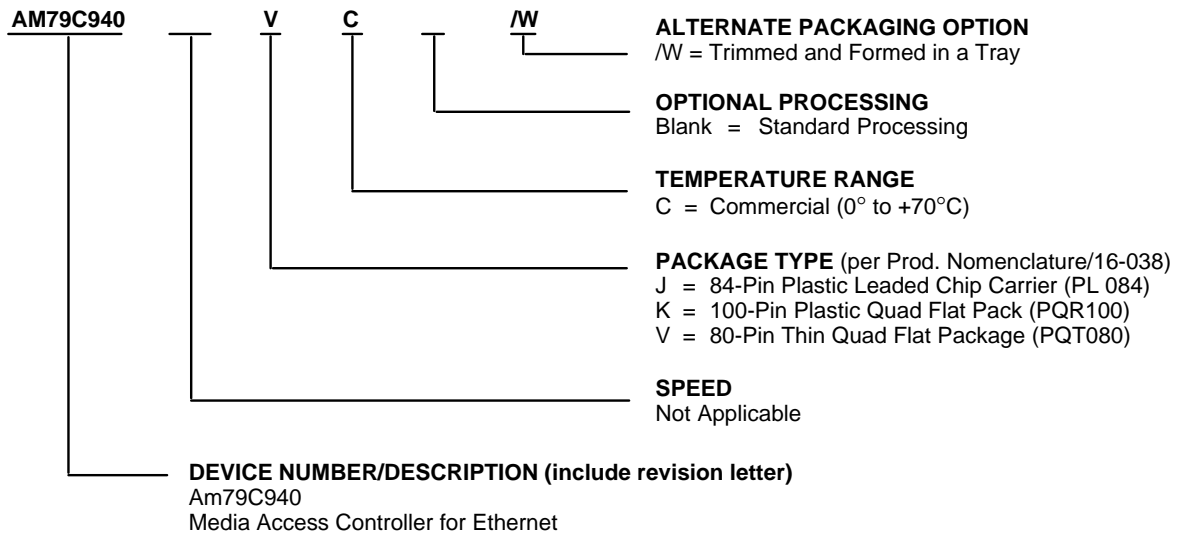 AM79C940 V C /W
ALTERNATE PACKAGING OPTION
/W = Trimmed and Formed in a Tray
OPTIONAL PROCESSING
Blank = Standard Processing
TEMPERATURE RANGE
C = Commercial (0° to +70°C)
PACKAGE TYPE (per Prod. Nomenclature/16-038)
J = 84-Pin Plastic Leaded Chip Carrier (PL 084)
K = 100-Pin Plastic Quad Flat Pack (PQR100)
V = 80-Pin Thin Quad Flat Package (PQT080)
SPEED
Not Applicable
DEVICE NUMBER/DESCRIPTION (include revision letter)
Am79C940
Media Access Controller for Ethernet